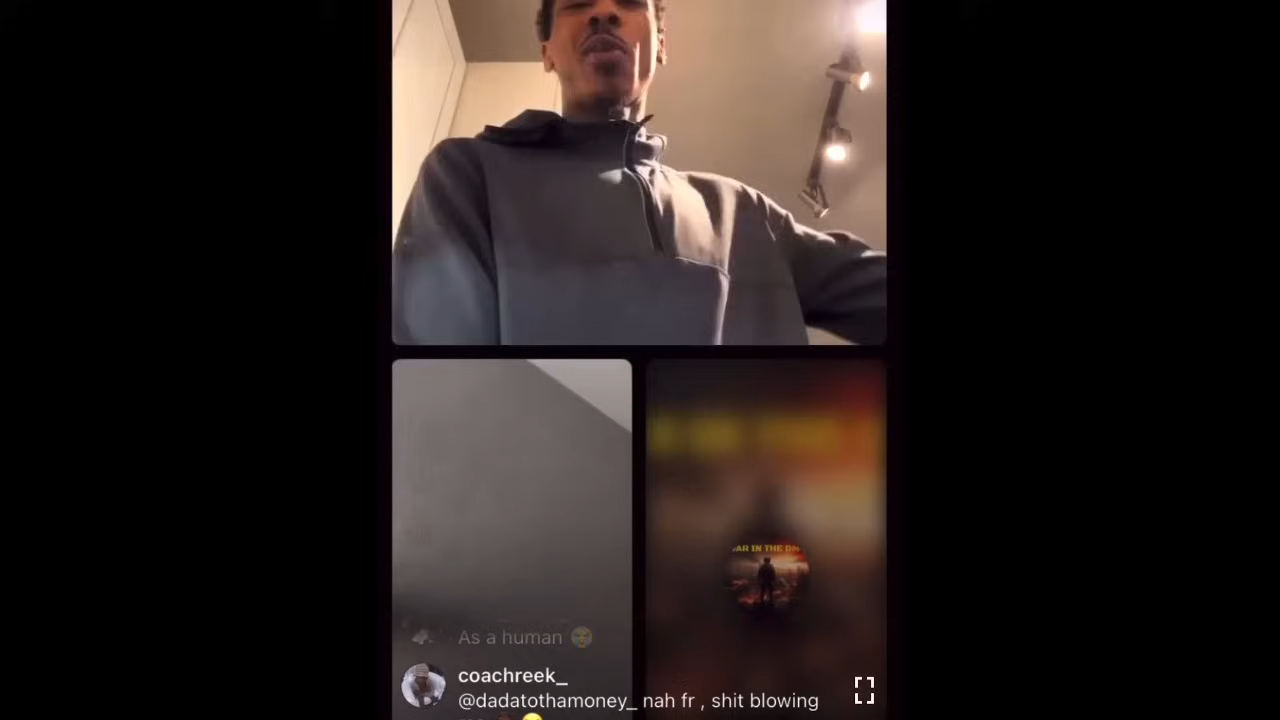 AR IN THE
As a human
coachreek_
@dadatothamoney_ nah fr , shit blowing